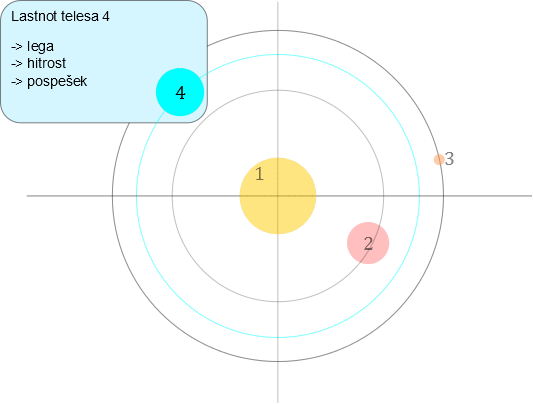 Lastnot telesa 4
-> lega
-> hitrost
-> pospešek
4
1
3
2